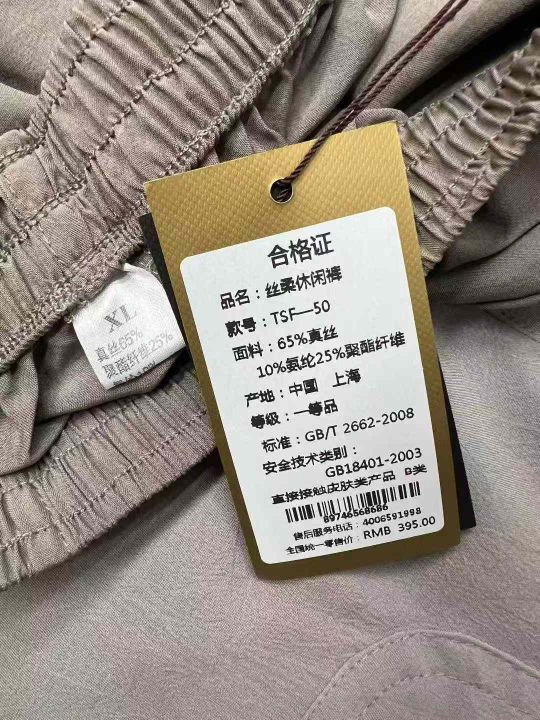 合格证
品名：丝柔休闲裤
款号：TSF—50
面料：65%真丝
10%氨纶25%聚酯纤维
产地：中國 上海
等级：一等品
标准：GB/T 2662-2008
安全技术类别：
GB18401-2003
直接接触皮肤类产品 B类
89746568686
售后服务电话：4006591998
全国统一零售价：RMB 395.00
XL
真丝65%
聚酯纤维25%